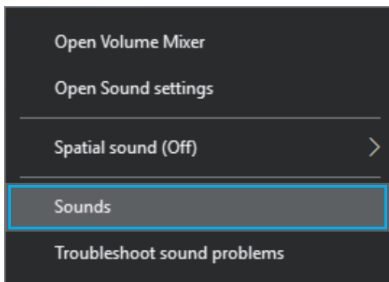 Open Volume Mixer
Open Sound settings
Spatial sound (Off)
Sounds
Troubleshoot sound problems